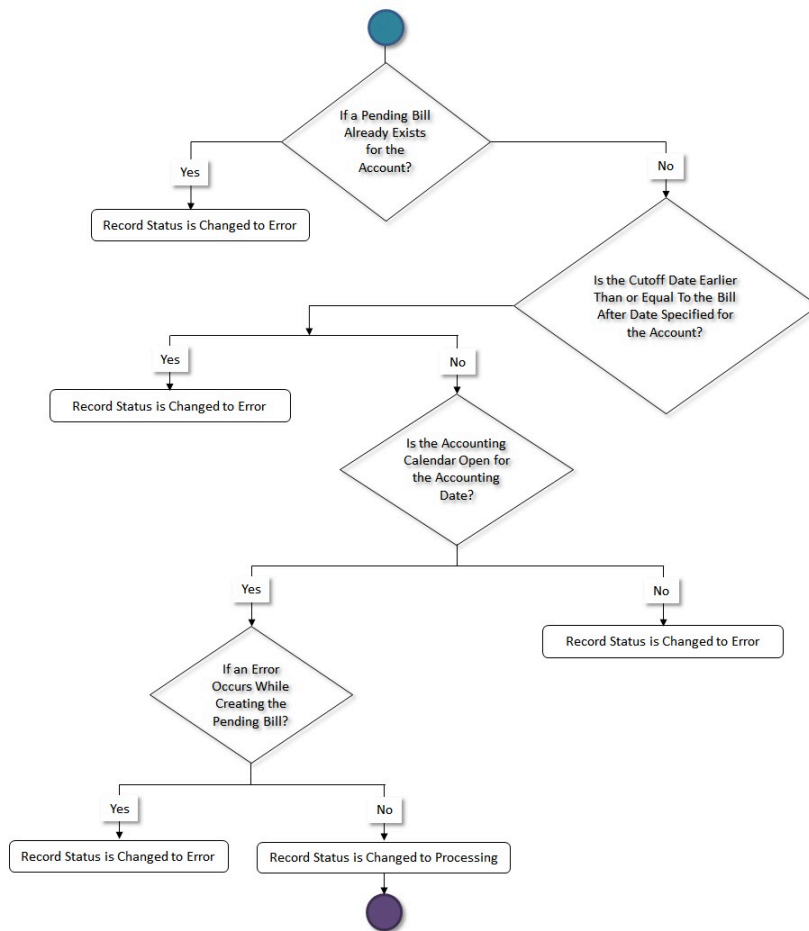 If a Pending Bill
Already Exists
for the
Account?
Yes
No
Record Status is Changed to Error
Is the Cutoff Date Earlier
Than or Equal To the Bill
After Date Specified for
the Account?
Yes
No
Record Status is Changed to Error
Is the Accounting
Calendar Open for
the Accounting
Date?
Yes
No
Record Status is Changed to Error
If an Error
Occurs While
Creating the
Pending Bill?
Yes
No
Record Status is Changed to Error
Record Status is Changed to Processing